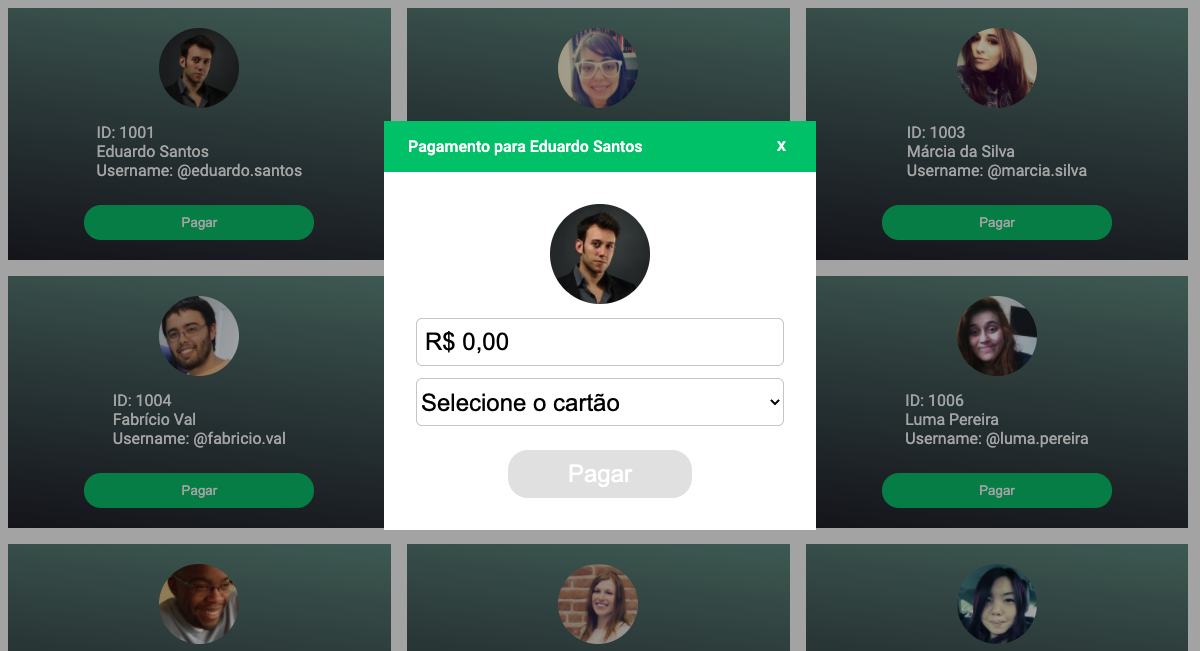 ID: 1001
Eduardo Santos
Username: @eduardo.santos
Pagar
ID: 1003
Márcia da Silva
Username: @marcia.silva
Pagar
Pagamento para Eduardo Santos
X
R$ 0,00
Selecione o cartão
Pagar
ID: 1004
Fabrício Val
Username: @fabricio.val
Pagar
ID: 1006
Luma Pereira
Username: @luma.pereira
Pagar